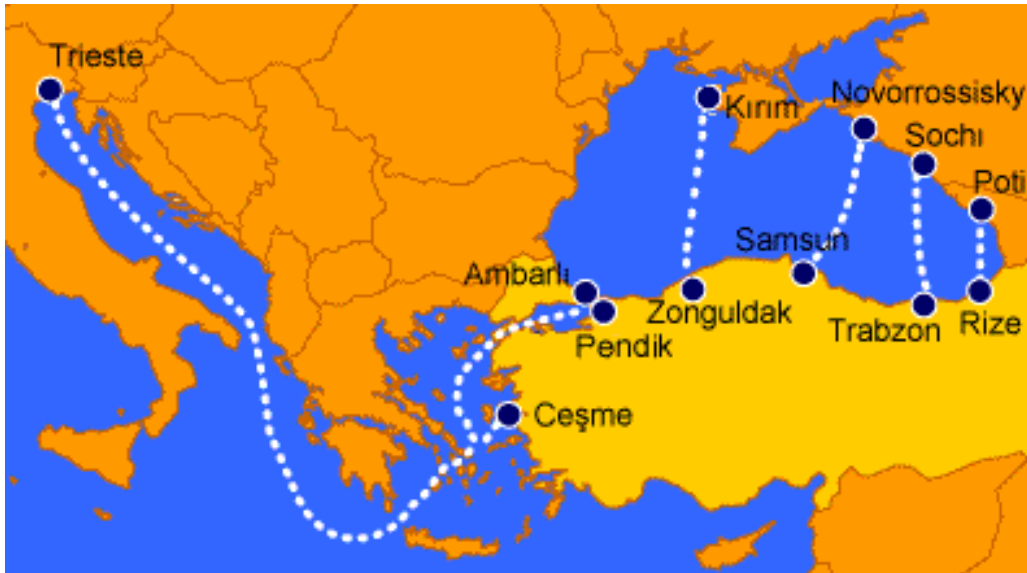 Trieste
Kırım
Novorrossisky
Sochı
Poti
Samsun
Ambarlı
Zonguldak
Trabzon
Rize
Pendik
Ceşme